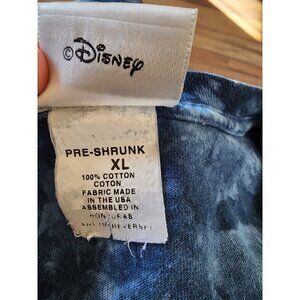 ©Disney
PRE-SHRUNK
XL
100% COTTON
COTON
FABRIC MADE
IN THE USA
ASSEMBLED IN
HONDURAS